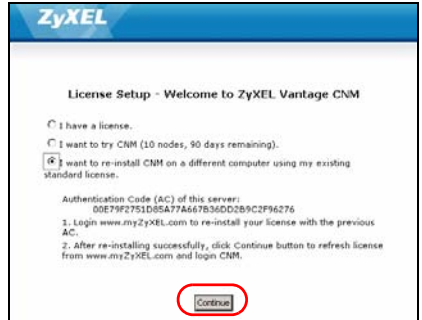 ZyXEL
License Setup - Welcome to ZyXEL Vantage CNM
I have a license.
I want to try CNM (10 nodes, 90 days remaining).
I want to re-install CNM on a different computer using my existing
standard license.
Authentication Code (AC) of this server:
00E79F2751D85A77A667B36DD2B9C2F96276
1. Login www.myZyXEL.com to re-install your license with the previous
AC.
2. After re-installing successfully, click Continue button to refresh license
from www.myZyXEL.com and login CNM.
Continue